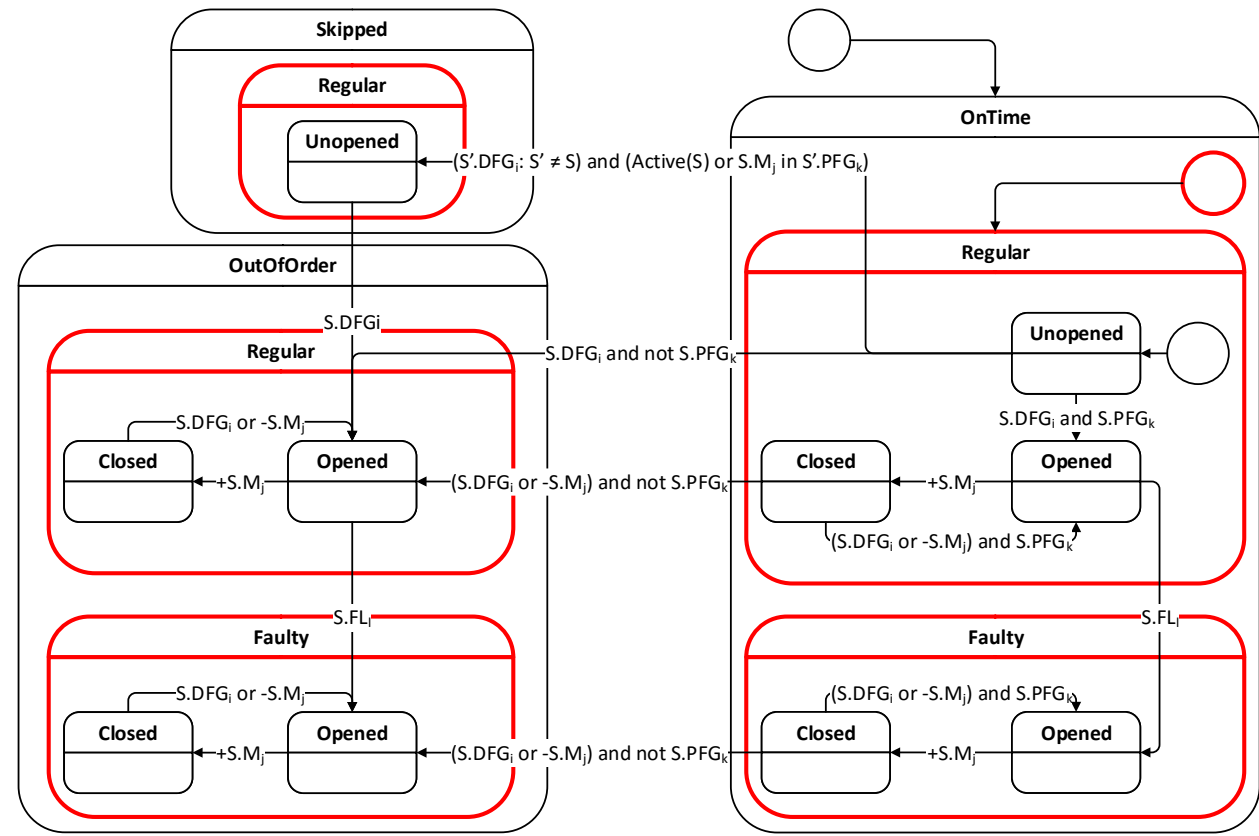 Skipped
Regular
Unopened
OnTime
(S'.DFGi: S' ≠ S) and (Active(S) or S.Mj in S'.PFGk)
Regular
OutOfOrder
S.DFGi
Unopened
Regular
S.DFGi and not S.PFGk
S.DFGi and S.PFGk
S.DFGi or -S.Mj
Closed
+S.Mj
Opened
(S.DFGi or -S.Mj) and not S.PFGk
Closed
+S.Mj
Opened
(S.DFGi or -S.Mj) and S.PFGk
S.FLl
S.FLl
Faulty
Faulty
S.DFGi or -S.Mj
(S.DFGi or -S.Mj) and S.PFGk
Closed
+S.Mj
Opened
(S.DFGi or -S.Mj) and not S.PFGk
Closed
+S.Mj
Opened